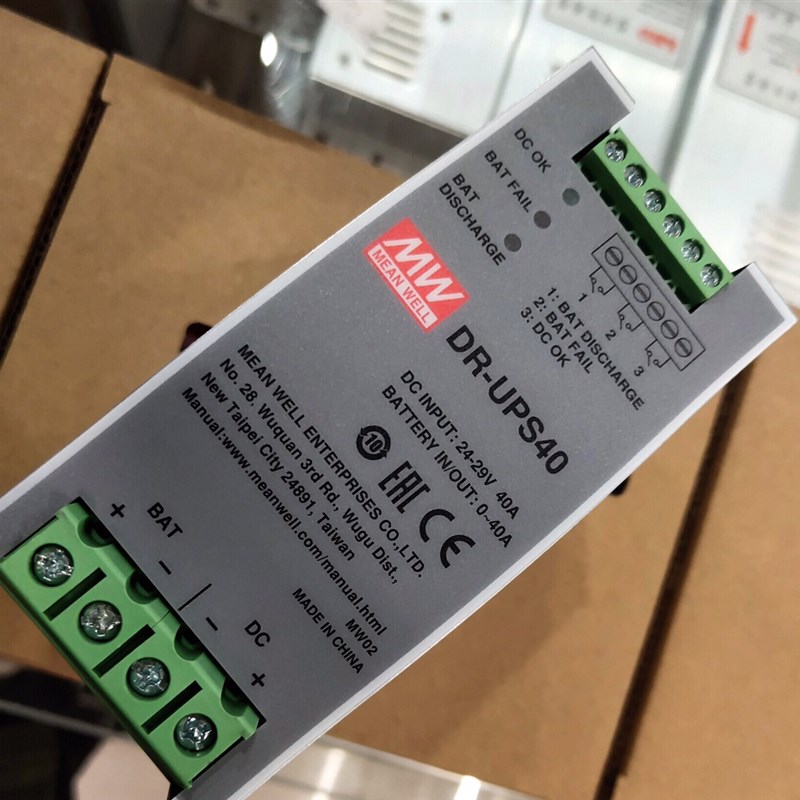 DC OK
BAT FAIL
BAT
DISCHARGE
MW
MEAN WELL
DR-UPS40
1 2 3
1: BAT DISCHARGE
2: BAT FAIL
3: DC OK
DC INPUT: 24-29V 40A
BATTERY IN/OUT: 0~40A
10
EAC CE
MEAN WELL ENTERPRISES CO.,LTD.
No. 28, Wuquan 3rd Rd., Wugu Dist.,
New Taipei City 24891, Taiwan
Manual:www.meanwell.com/manual.html
MW02
MADE IN CHINA
+ BAT - | - DC +